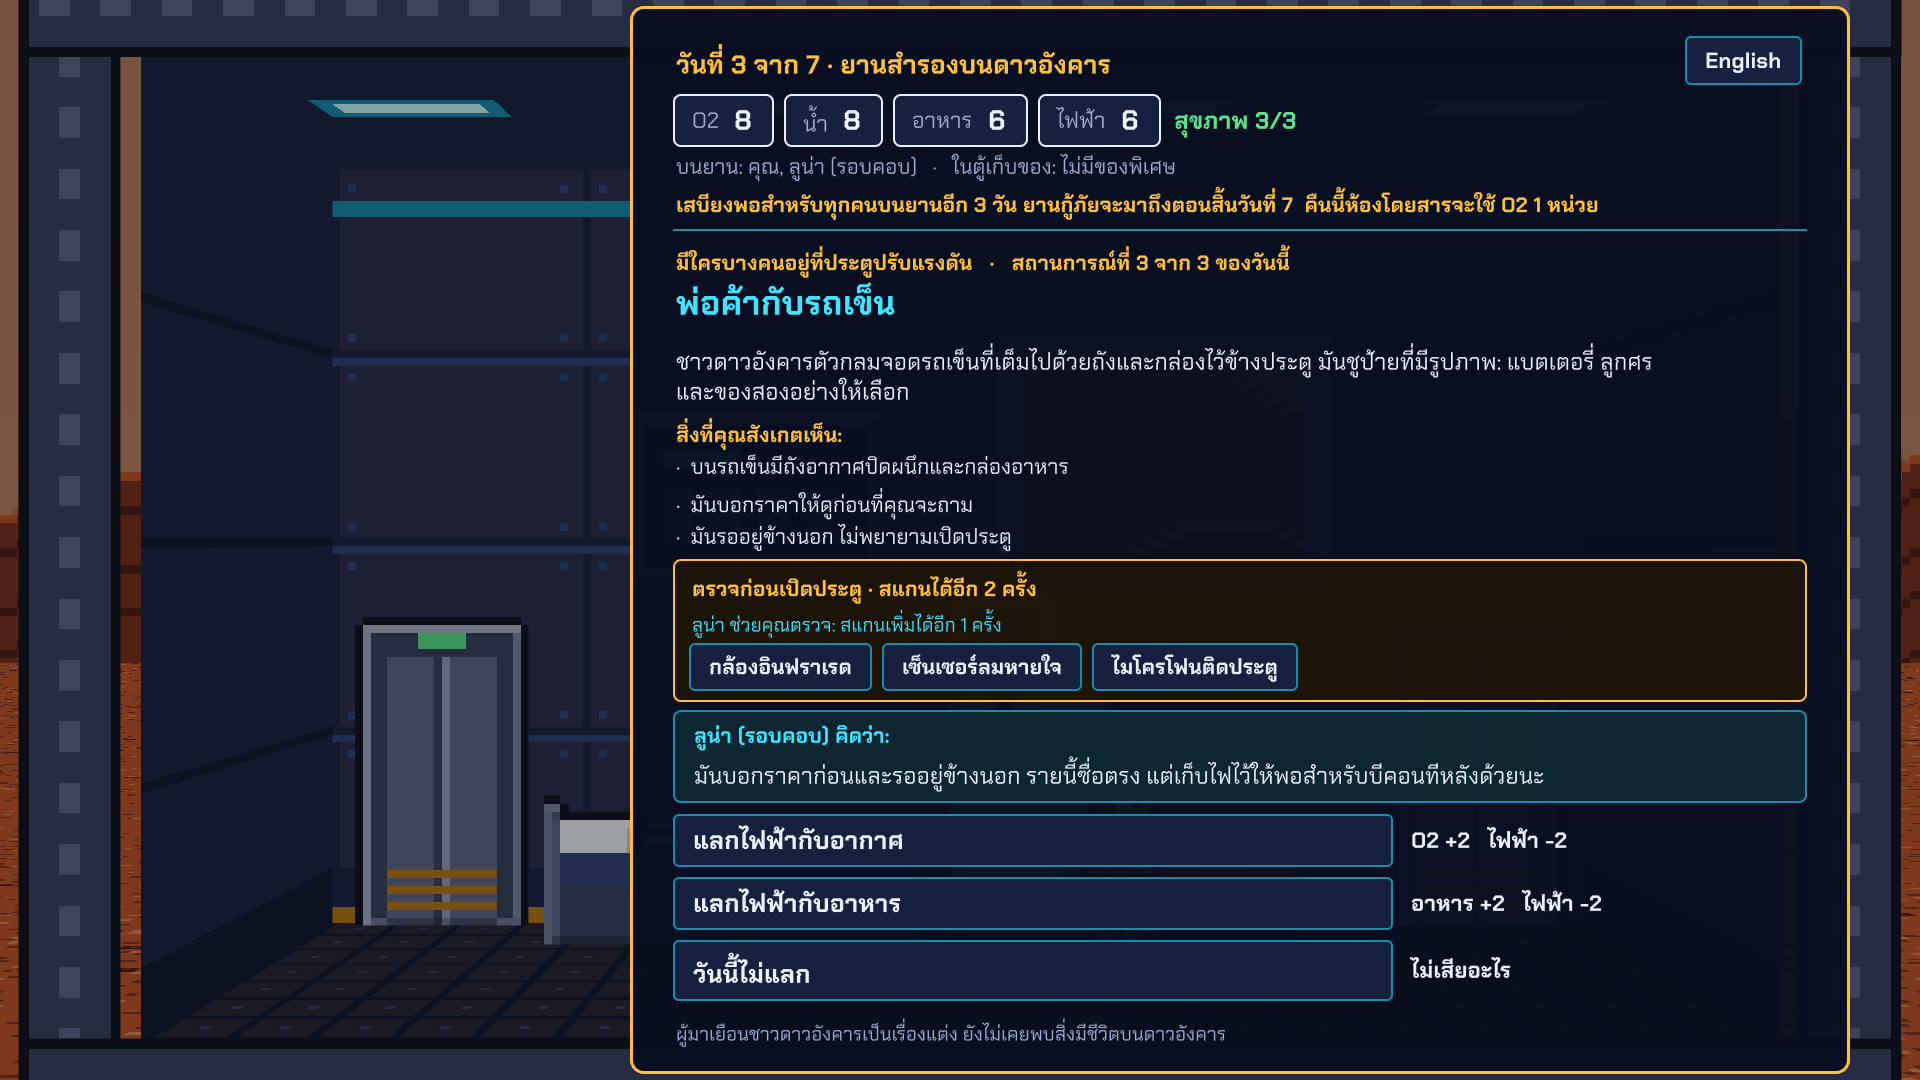 วันที่ 3 จาก 7 · ยานสำรองบนดาวอังคาร
English
O2 8 น้ำ 8 อาหาร 6 ไฟฟ้า 6 สุขภาพ 3/3
บนยาน: คุณ, ลูน่า (รอบคอบ) · ในตู้เก็บของ: ไม่มีของพิเศษ
เสบียงพอสำหรับทุกคนบนยานอีก 3 วัน ยานกู้ภัยจะมาถึงตอนสิ้นวันที่ 7 คืนนี้ห้องโดยสารจะใช้ O2 1 หน่วย
มีใครบางคนอยู่ที่ประตูปรับแรงดัน · สถานการณ์ที่ 3 จาก 3 ของวันนี้
พ่อค้ากับรถเข็น
ชาวดาวอังคารตัวกลมจอดรถเข็นที่เต็มไปด้วยถังและกล่องไว้ข้างประตู มันชูป้ายที่มีรูปภาพ: แบตเตอรี่ ลูกศร
และของสองอย่างให้เลือก
สิ่งที่คุณสังเกตเห็น:
· บนรถเข็นมีถังอากาศปิดผนึกและกล่องอาหาร
· มันบอกราคาให้ดูก่อนที่คุณจะถาม
· มันรออยู่ข้างนอก ไม่พยายามเปิดประตู
ตรวจก่อนเปิดประตู · สแกนได้อีก 2 ครั้ง
ลูน่า ช่วยคุณตรวจ: สแกนเพิ่มได้อีก 1 ครั้ง
กล้องอินฟราเรด เซ็นเซอร์ลมหายใจ ไมโครโฟนติดประตู
ลูน่า (รอบคอบ) คิดว่า:
มันบอกราคาก่อนและรออยู่ข้างนอก รายนี้ซื่อตรง แต่เก็บไฟไว้ให้พอสำหรับบีคอนทีหลังด้วยนะ
แลกไฟฟ้ากับอากาศ O2 +2 ไฟฟ้า -2
แลกไฟฟ้ากับอาหาร อาหาร +2 ไฟฟ้า -2
วันนี้ไม่แลก ไม่เสียอะไร
ผู้มาเยือนชาวดาวอังคารเป็นเรื่องแต่ง ยังไม่เคยพบสิ่งมีชีวิตบนดาวอังคาร